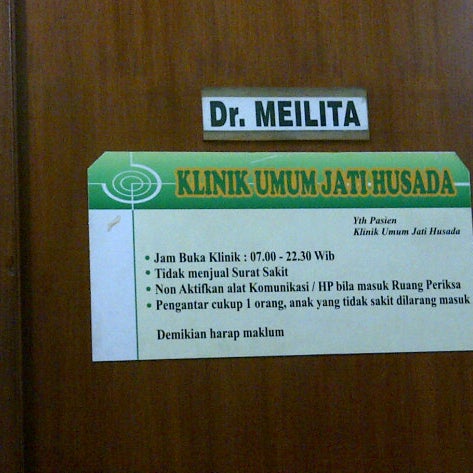 Dr. MEILITA
KLINIK UMUM JATI HUSADA
Yth Pasien
Klinik Umum Jati Husada
• Jam Buka Klinik : 07.00 - 22.30 Wib
• Tidak menjual Surat Sakit
• Non Aktifkan alat Komunikasi / HP bila masuk Ruang Periksa
• Pengantar cukup 1 orang, anak yang tidak sakit dilarang masuk
Demikian harap maklum